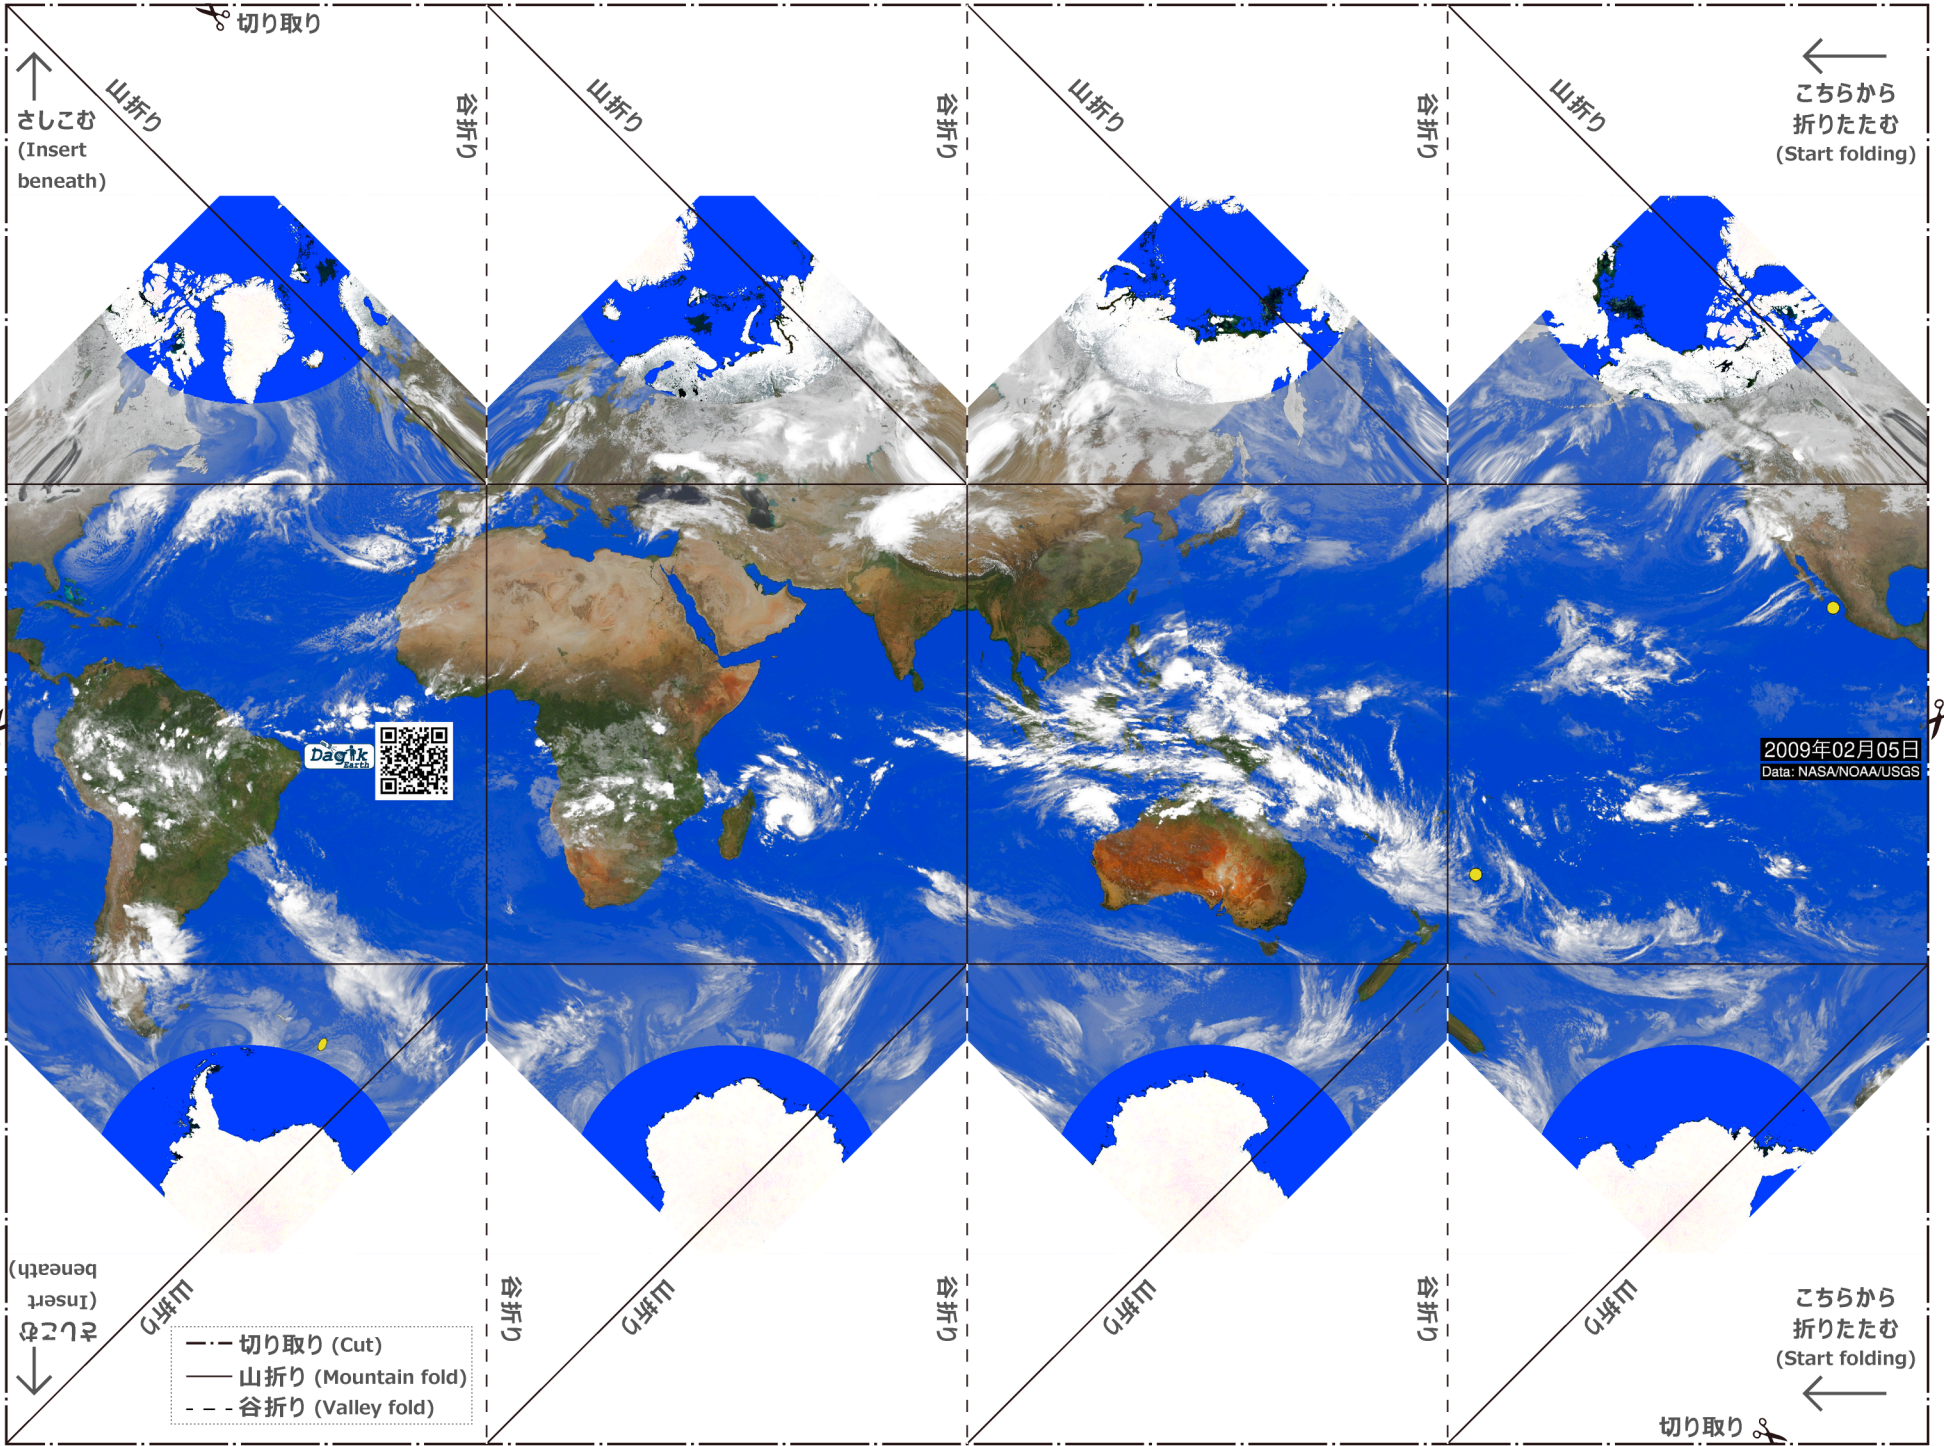 切り取り
山折り
谷折り
山折り
谷折り
山折り
谷折り
山折り
さしこむ
(Insert
beneath)
こちらから
折りたたむ
(Start folding)
Dagik
Earth
2009年02月05日
Data: NASA/NOAA/USGS
さしこむ
(Insert
beneath)
山折り
谷折り
山折り
谷折り
山折り
谷折り
山折り
切り取り (Cut)
山折り (Mountain fold)
谷折り (Valley fold)
こちらから
折りたたむ
(Start folding)
切り取り